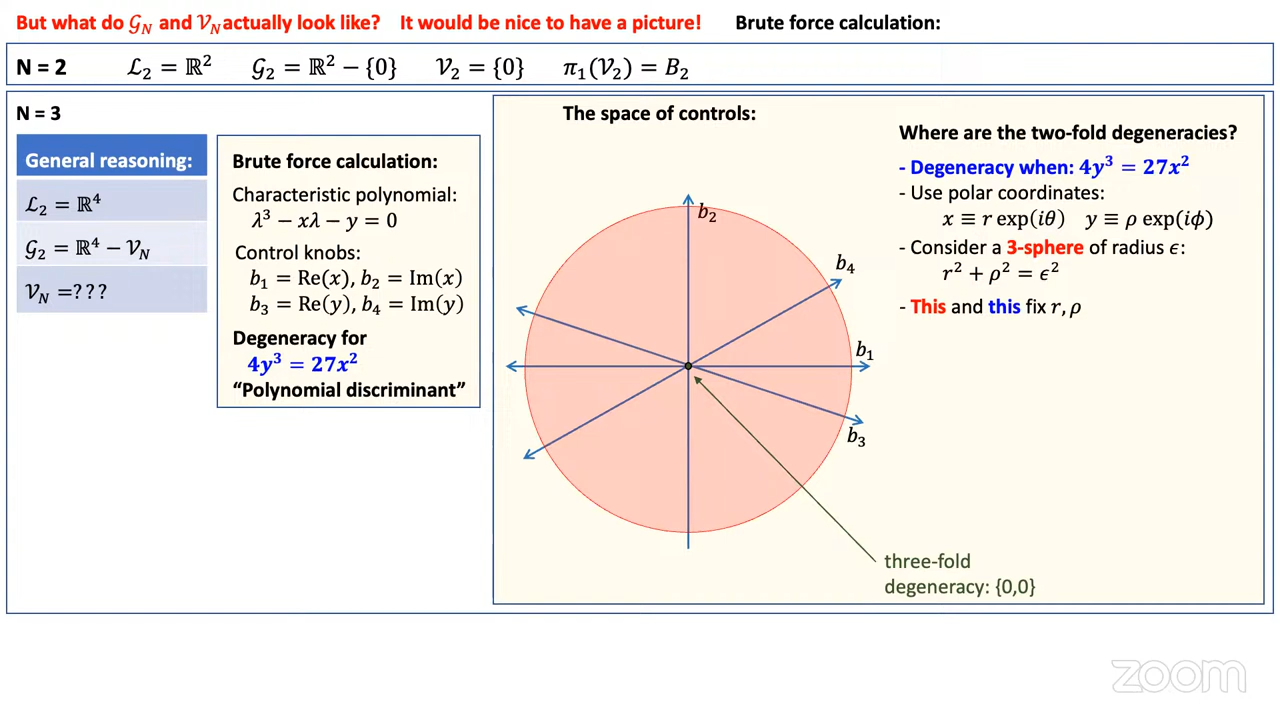 But what do 𝒢_N and 𝒱_N actually look like? It would be nice to have a picture! Brute force calculation:
N = 2 ℒ₂ = ℝ² 𝒢₂ = ℝ² − {0} 𝒱₂ = {0} π₁(𝒱₂) = B₂
N = 3
General reasoning:
ℒ₂ = ℝ⁴
𝒢₂ = ℝ⁴ − 𝒱_N
𝒱_N =???
Brute force calculation:
Characteristic polynomial:
λ³ − xλ − y = 0
Control knobs:
b₁ = Re(x), b₂ = Im(x)
b₃ = Re(y), b₄ = Im(y)
Degeneracy for
4y³ = 27x²
“Polynomial discriminant”
The space of controls:
b₂
b₄
b₁
b₃
three-fold
degeneracy: {0,0}
Where are the two-fold degeneracies?
- Degeneracy when: 4y³ = 27x²
- Use polar coordinates:
x ≡ r exp(iθ) y ≡ ρ exp(iϕ)
- Consider a 3-sphere of radius ϵ:
r² + ρ² = ϵ²
- This and this fix r, ρ
zoom